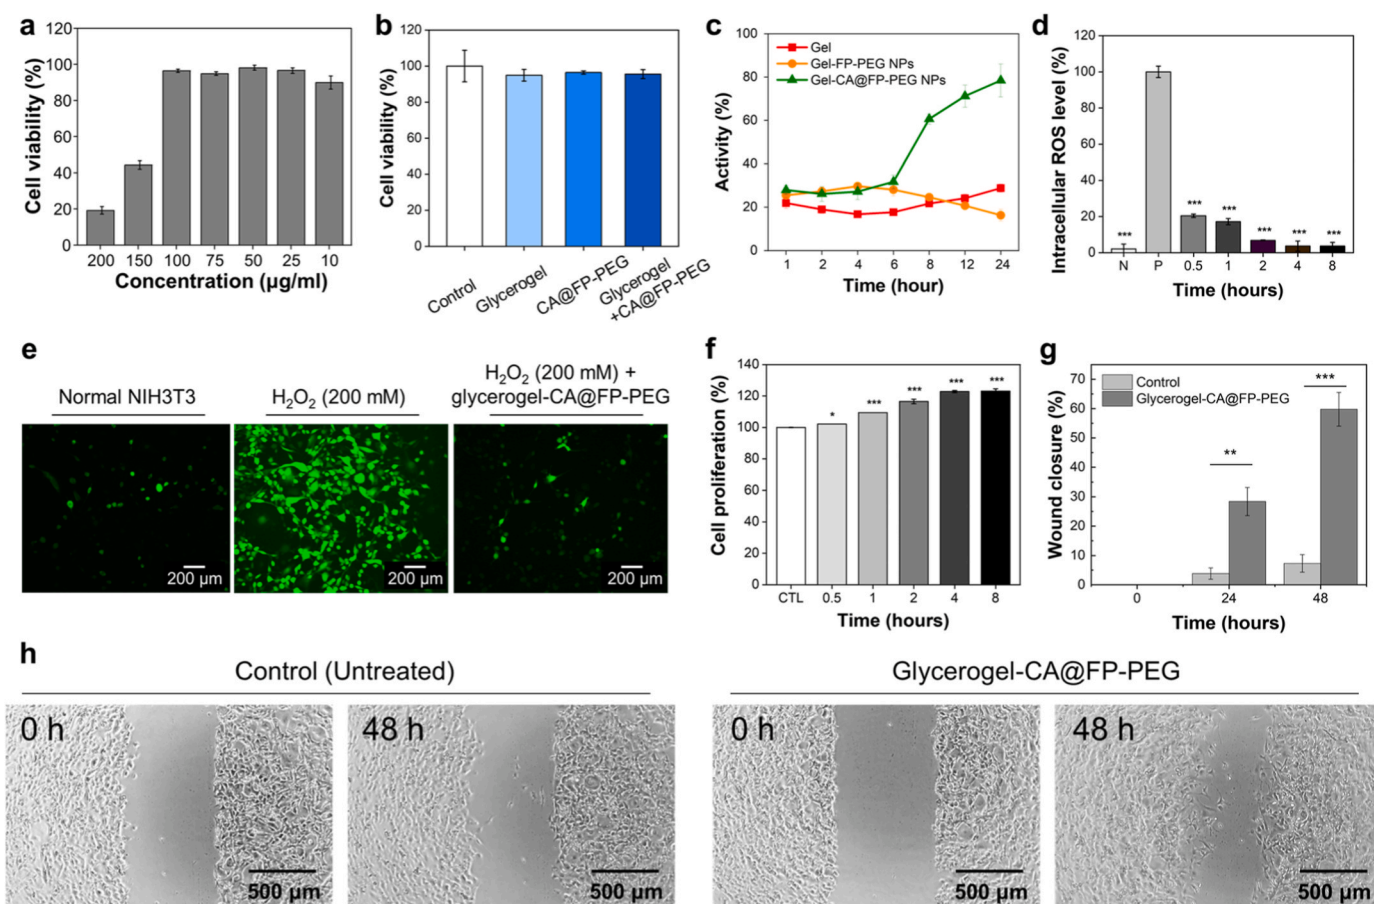 a
120
100
80
60
40
20
0
Cell viability (%)
200 150 100 75 50 25 10
Concentration (µg/ml)
b
120
100
80
60
40
20
0
Cell viability (%)
Control
Glycerogel
CA@FP-PEG
Glycerogel
+CA@FP-PEG
c
100
80
60
40
20
0
Activity (%)
Gel
Gel-FP-PEG NPs
Gel-CA@FP-PEG NPs
1 2 4 6 8 12 24
Time (hour)
d
120
100
80
60
40
20
0
Intracellular ROS level (%)
*** *** *** *** *** ***
N P 0.5 1 2 4 8
Time (hours)
e
Normal NIH3T3
H₂O₂ (200 mM)
H₂O₂ (200 mM) +
glycerogel-CA@FP-PEG
200 µm
200 µm
200 µm
f
140
120
100
80
60
40
20
0
Cell proliferation (%)
* *** *** *** ***
CTL 0.5 1 2 4 8
Time (hours)
g
70
60
50
40
30
20
10
0
Wound closure (%)
Control
Glycerogel-CA@FP-PEG
**
***
0 24 48
Time (hours)
h
Control (Untreated)
Glycerogel-CA@FP-PEG
0 h
500 µm
48 h
500 µm
0 h
500 µm
48 h
500 µm